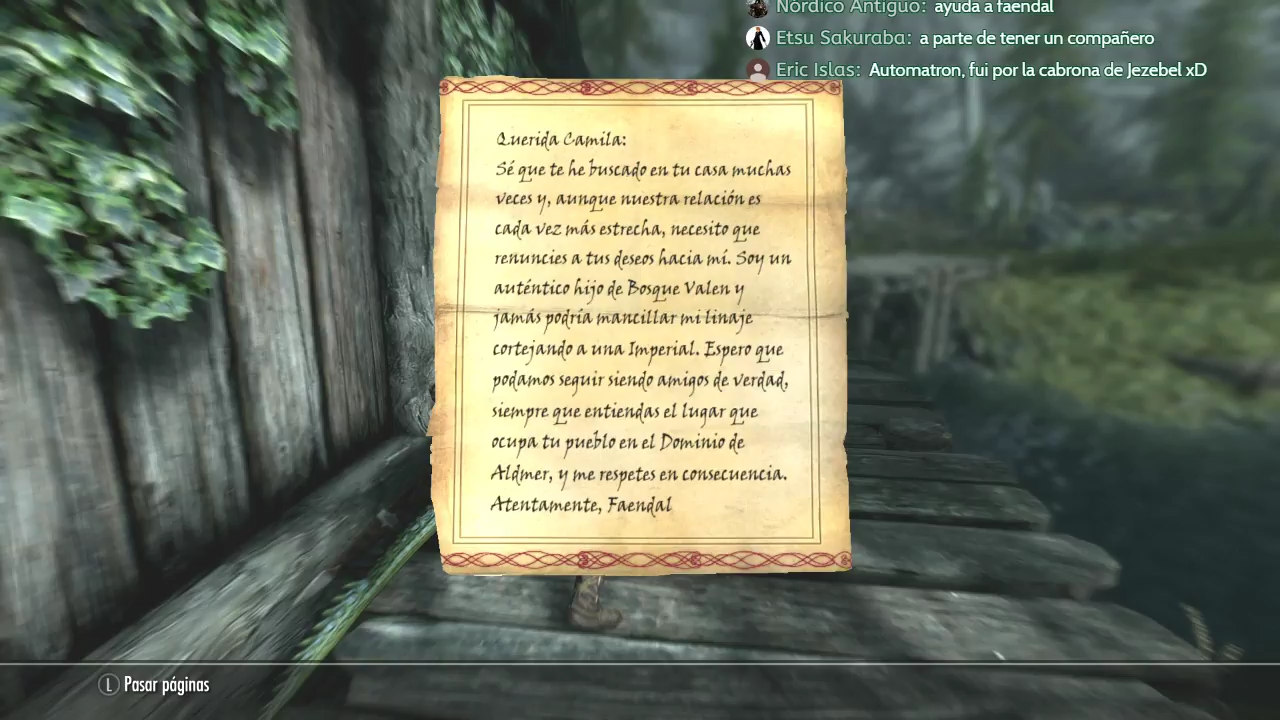 Nórdico Antiguo: ayuda a faendal
Etsu Sakuraba: a parte de tener un compañero
Eric Islas: Automatron, fui por la cabrona de Jezebel xD
Querida Camila:
Sé que te he buscado en tu casa muchas
veces y, aunque nuestra relación es
cada vez más estrecha, necesito que
renuncies a tus deseos hacia mí. Soy un
auténtico hijo de Bosque Valen y
jamás podría mancillar mi linaje
cortejando a una Imperial. Espero que
podamos seguir siendo amigos de verdad,
siempre que entiendas el lugar que
ocupa tu pueblo en el Dominio de
Aldmer, y me respetes en consecuencia.
Atentamente, Faendal
L Pasar páginas